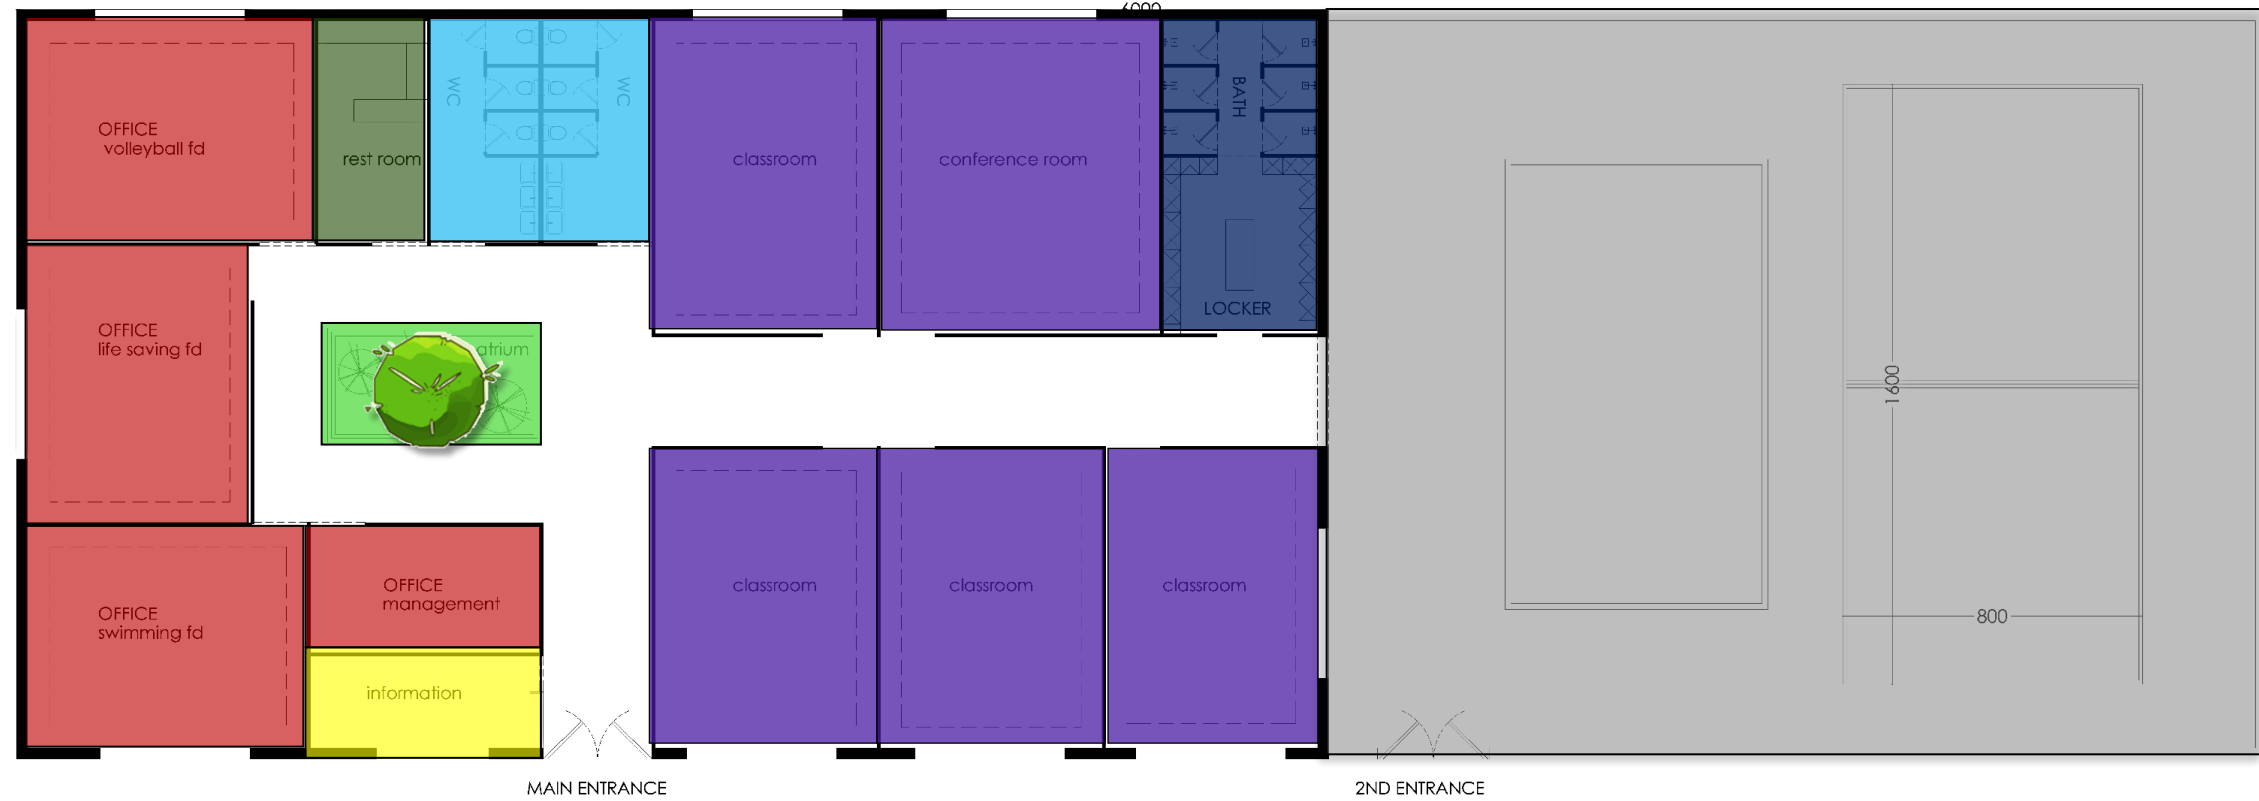 6000
OFFICE
volleyball fd
rest room
WC
WC
classroom
conference room
BATH
LOCKER
OFFICE
life saving fd
atrium
1600
OFFICE
swimming fd
OFFICE
management
information
classroom
classroom
classroom
800
MAIN ENTRANCE
2ND ENTRANCE